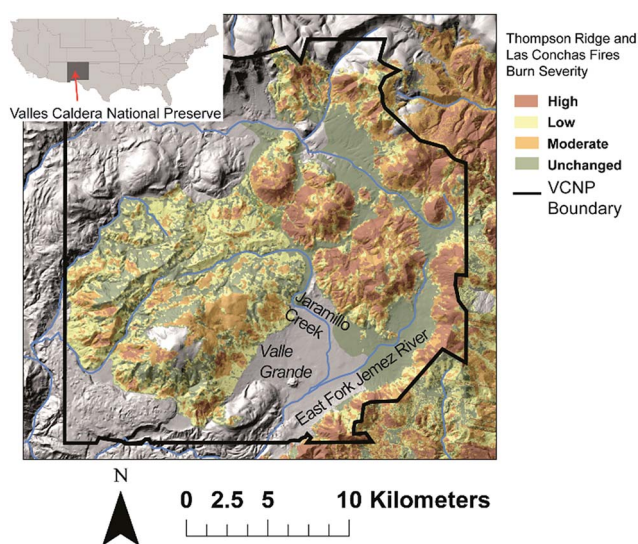 Valles Caldera National Preserve
Thompson Ridge and
Las Conchas Fires
Burn Severity
High
Low
Moderate
Unchanged
VCNP
Boundary
Jaramillo
Creek
Valle
Grande
East Fork Jemez River
N
0 2.5 5 10 Kilometers